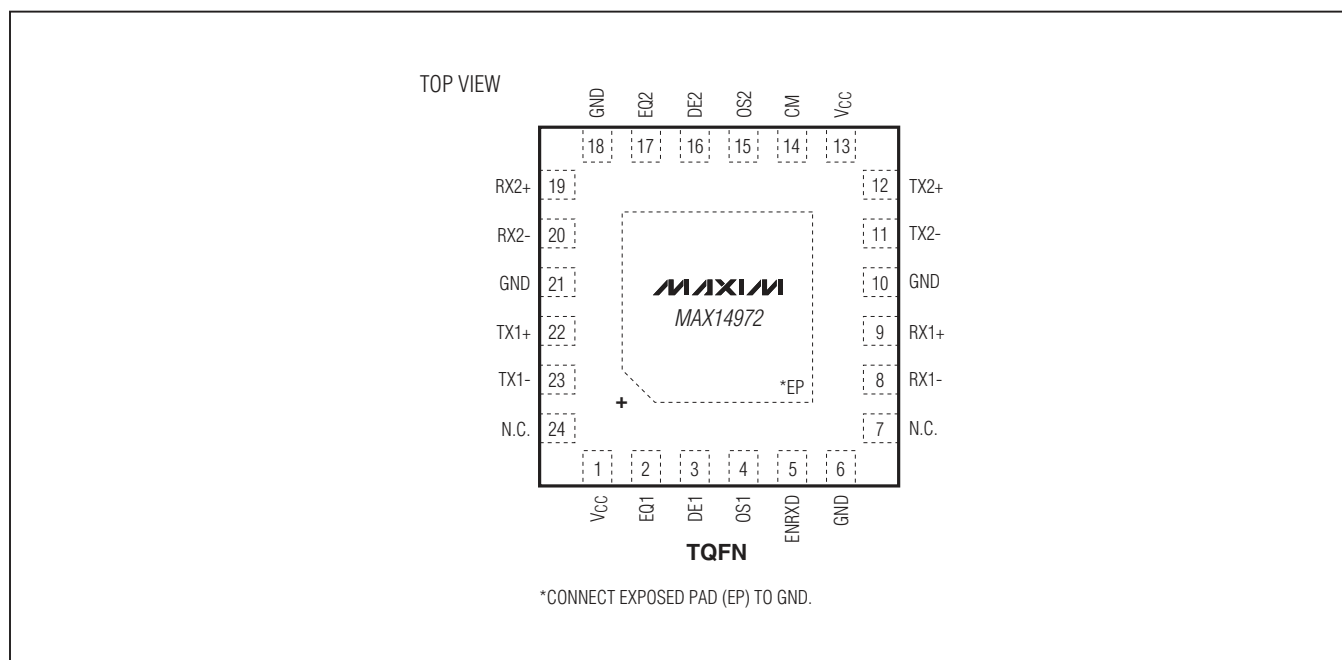 TOP VIEW
GND EQ2 DE2 OS2 CM VCC
18 17 16 15 14 13
RX2+ 19 12 TX2+
RX2- 20 11 TX2-
GND 21 10 GND
MAXIM
MAX14972
TX1+ 22 9 RX1+
TX1- 23 8 RX1-
*EP
+
N.C. 24 7 N.C.
1 2 3 4 5 6
VCC EQ1 DE1 OS1 ENRXD GND
TQFN
*CONNECT EXPOSED PAD (EP) TO GND.